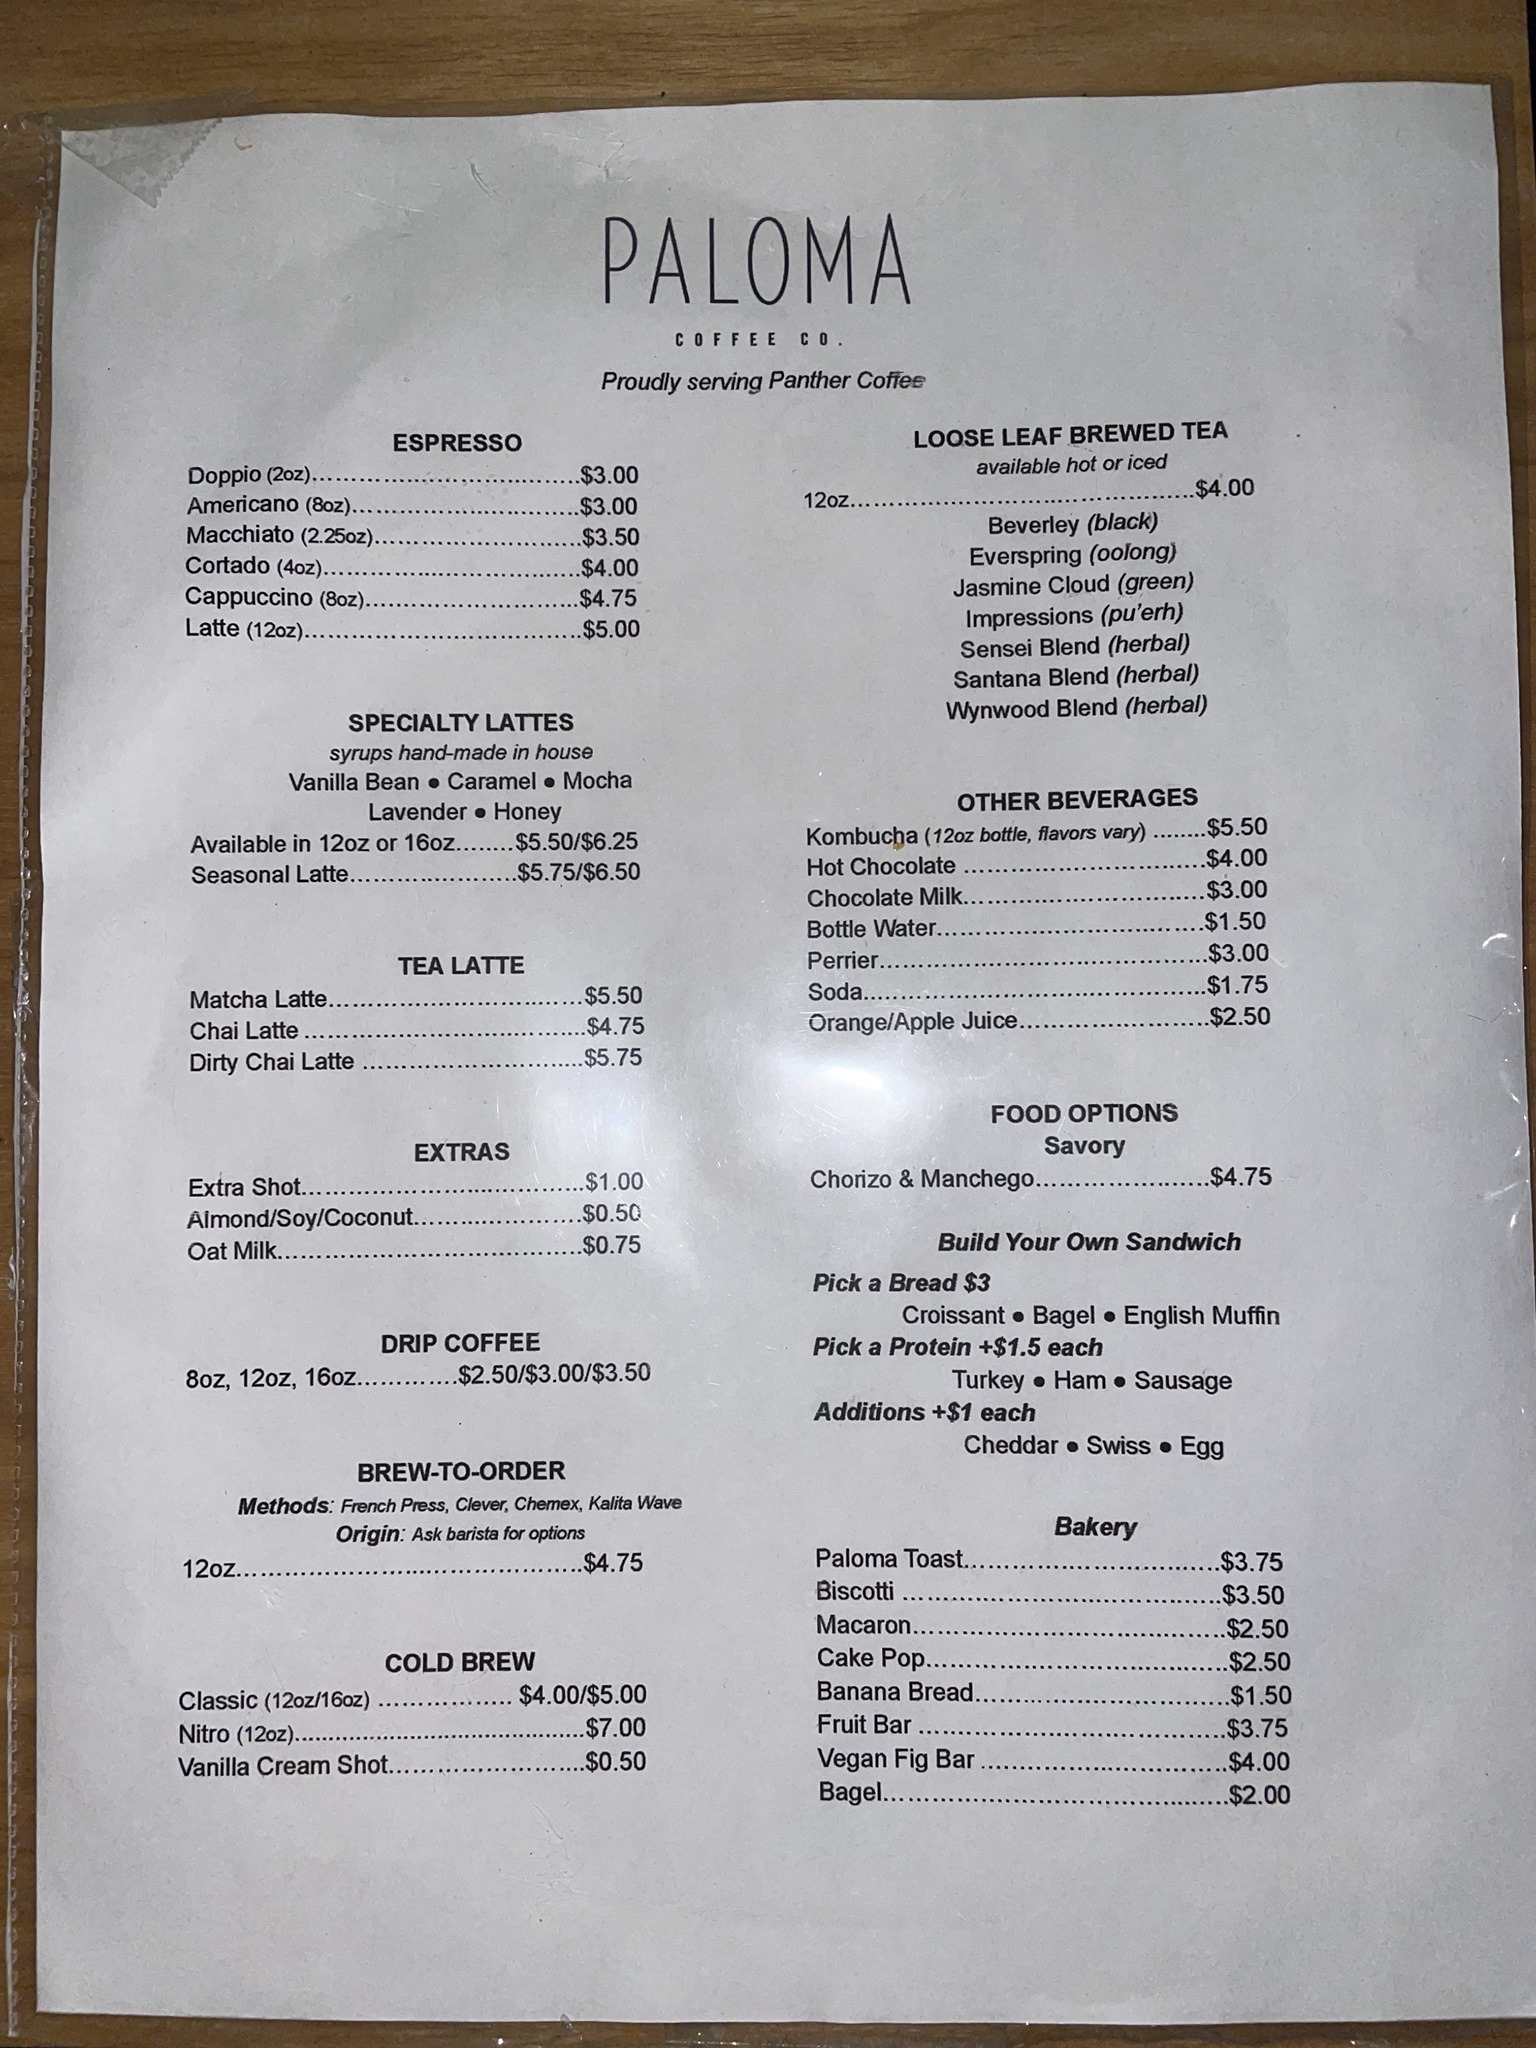 PALOMA
COFFEE CO.
Proudly serving Panther Coffee
ESPRESSO
Doppio (2oz)..........$3.00
Americano (8oz)..........$3.00
Macchiato (2.25oz)..........$3.50
Cortado (4oz)..........$4.00
Cappuccino (8oz)..........$4.75
Latte (12oz)..........$5.00
SPECIALTY LATTES
syrups hand-made in house
Vanilla Bean ● Caramel ● Mocha
Lavender ● Honey
Available in 12oz or 16oz........$5.50/$6.25
Seasonal Latte..........$5.75/$6.50
TEA LATTE
Matcha Latte..........$5.50
Chai Latte ..........$4.75
Dirty Chai Latte ..........$5.75
EXTRAS
Extra Shot..........$1.00
Almond/Soy/Coconut..........$0.50
Oat Milk..........$0.75
DRIP COFFEE
8oz, 12oz, 16oz..........$2.50/$3.00/$3.50
BREW-TO-ORDER
Methods: French Press, Clever, Chemex, Kalita Wave
Origin: Ask barista for options
12oz..........$4.75
COLD BREW
Classic (12oz/16oz) .......... $4.00/$5.00
Nitro (12oz)..........$7.00
Vanilla Cream Shot..........$0.50
LOOSE LEAF BREWED TEA
available hot or iced
12oz..........$4.00
Beverley (black)
Everspring (oolong)
Jasmine Cloud (green)
Impressions (pu'erh)
Sensei Blend (herbal)
Santana Blend (herbal)
Wynwood Blend (herbal)
OTHER BEVERAGES
Kombucha (12oz bottle, flavors vary) ........$5.50
Hot Chocolate ..........$4.00
Chocolate Milk..........$3.00
Bottle Water..........$1.50
Perrier..........$3.00
Soda..........$1.75
Orange/Apple Juice..........$2.50
FOOD OPTIONS
Savory
Chorizo & Manchego..........$4.75
Build Your Own Sandwich
Pick a Bread $3
Croissant ● Bagel ● English Muffin
Pick a Protein +$1.5 each
Turkey ● Ham ● Sausage
Additions +$1 each
Cheddar ● Swiss ● Egg
Bakery
Paloma Toast..........$3.75
Biscotti ..........$3.50
Macaron..........$2.50
Cake Pop..........$2.50
Banana Bread..........$1.50
Fruit Bar ..........$3.75
Vegan Fig Bar ..........$4.00
Bagel..........$2.00